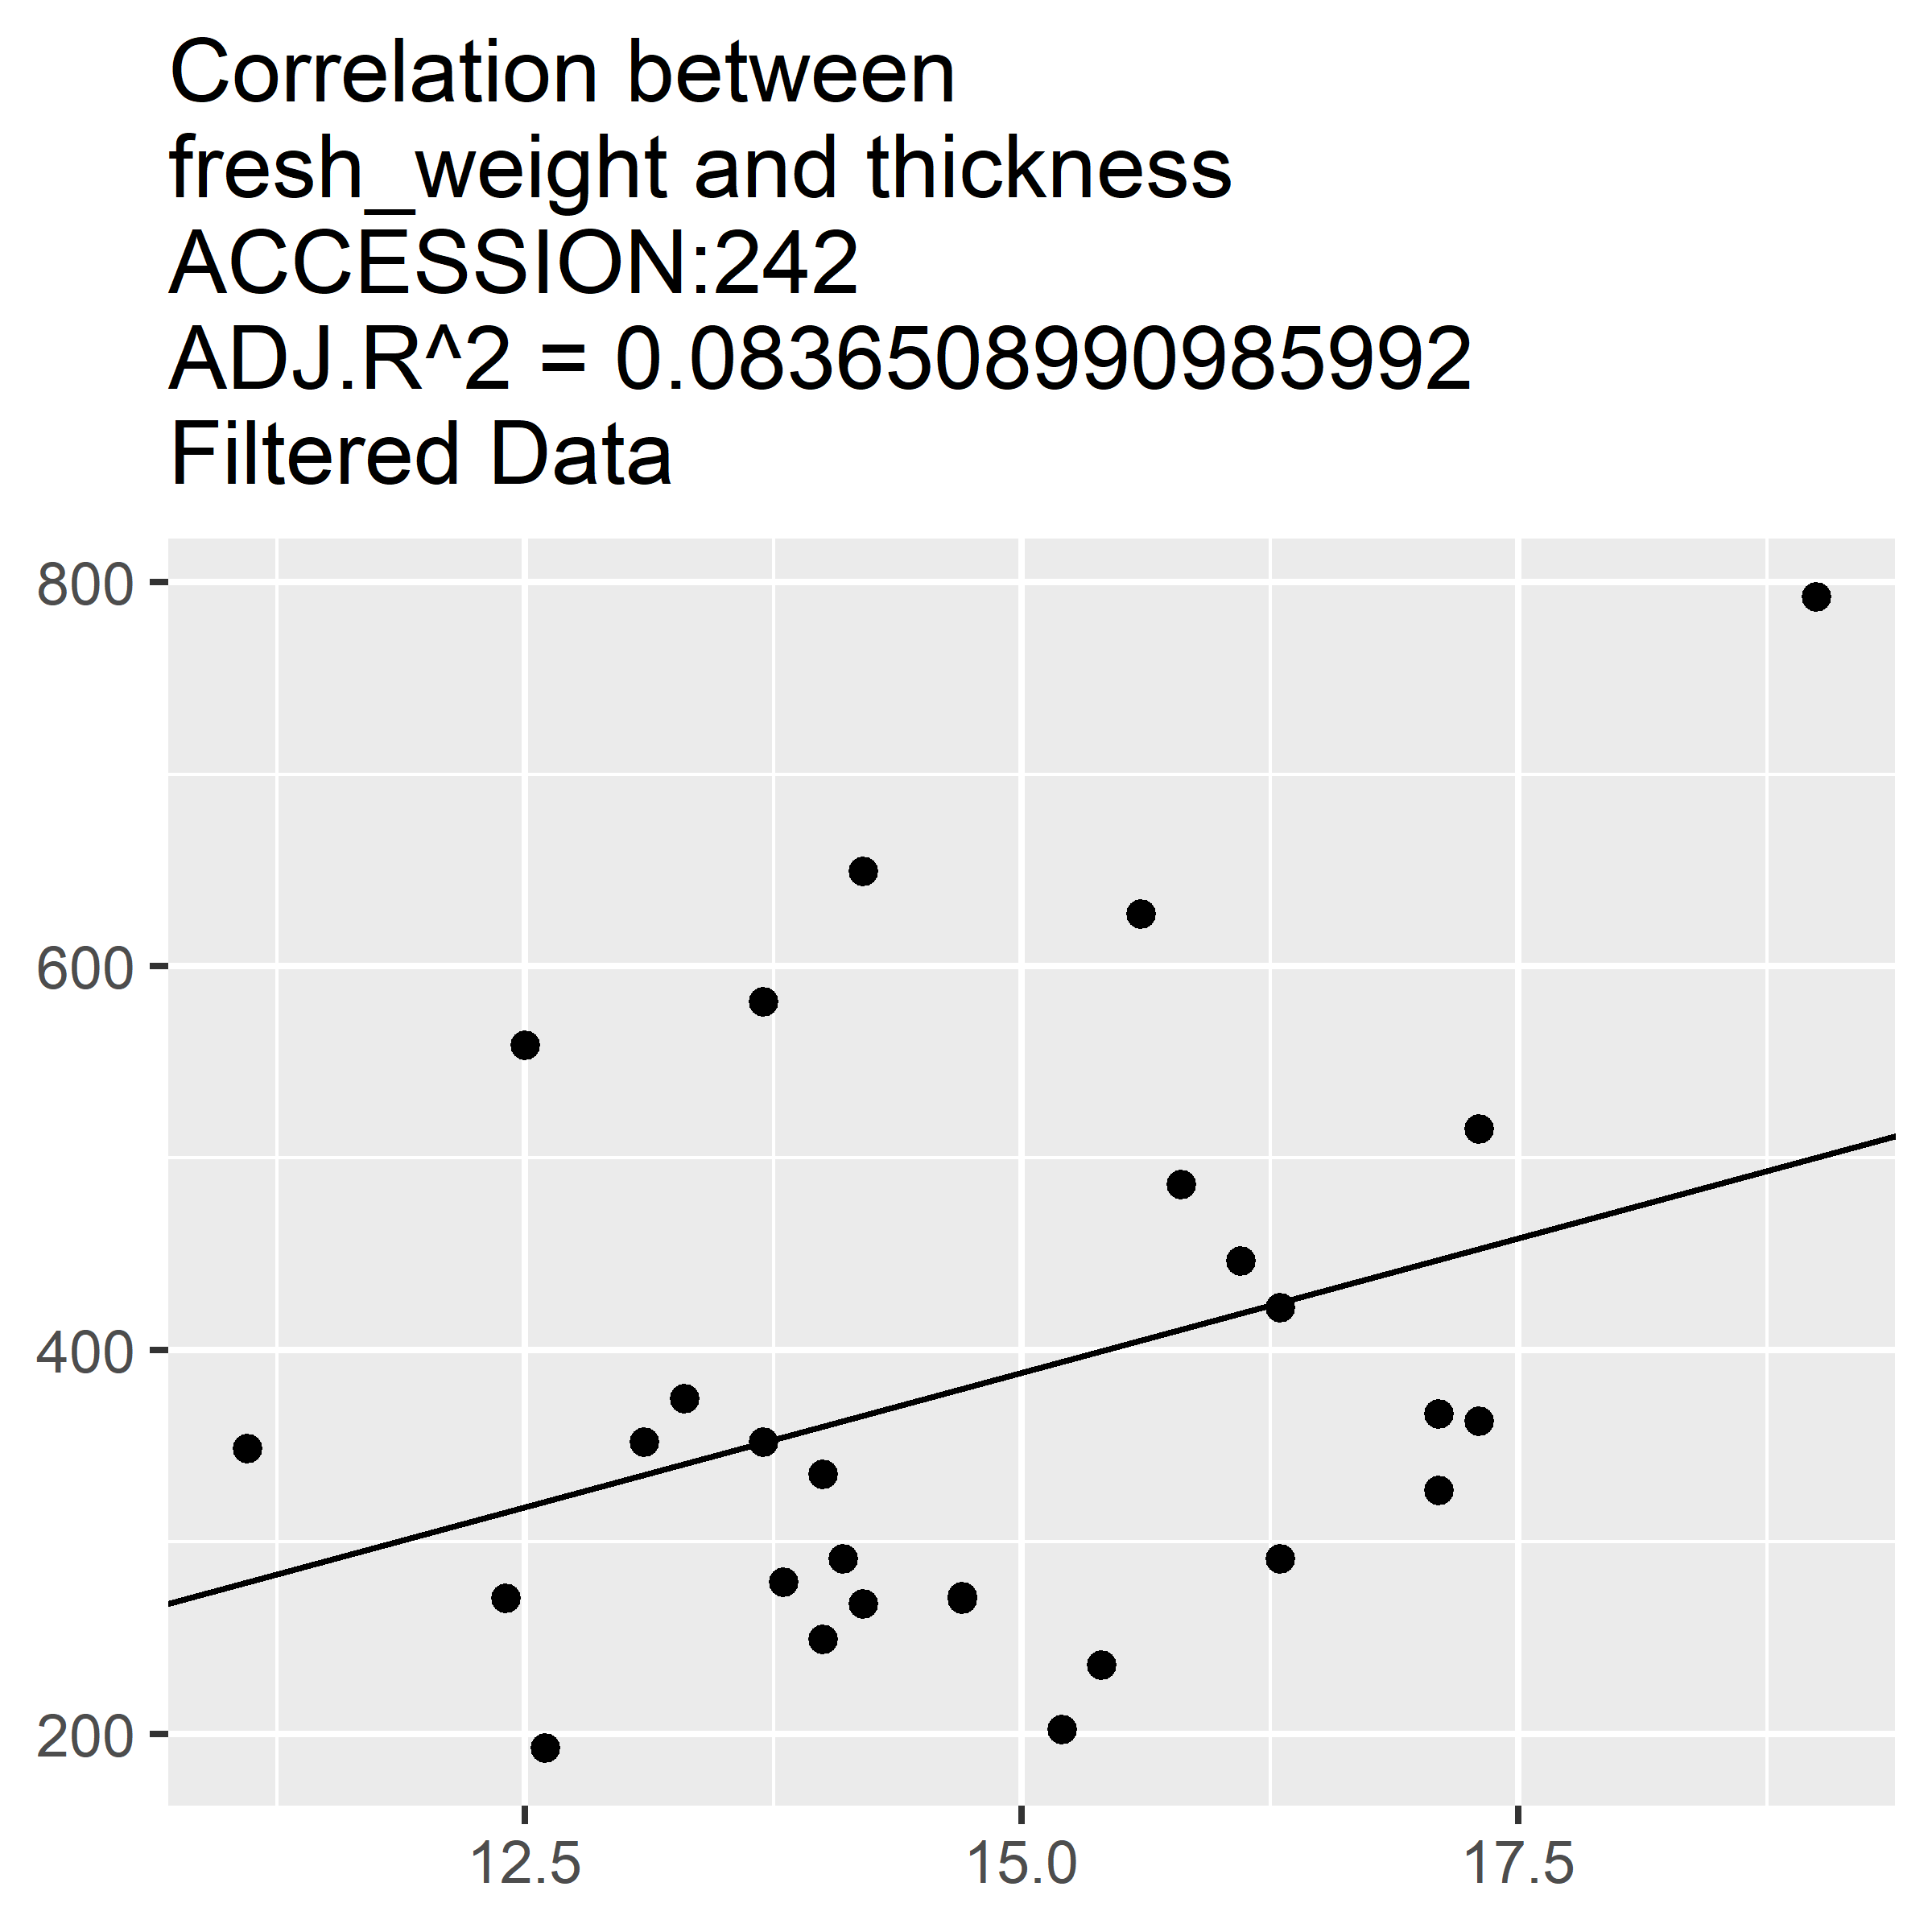 Correlation between
fresh_weight and thickness
ACCESSION:242
ADJ.R^2 = 0.0836508990985992
Filtered Data
800
600
400
200
12.5 15.0 17.5